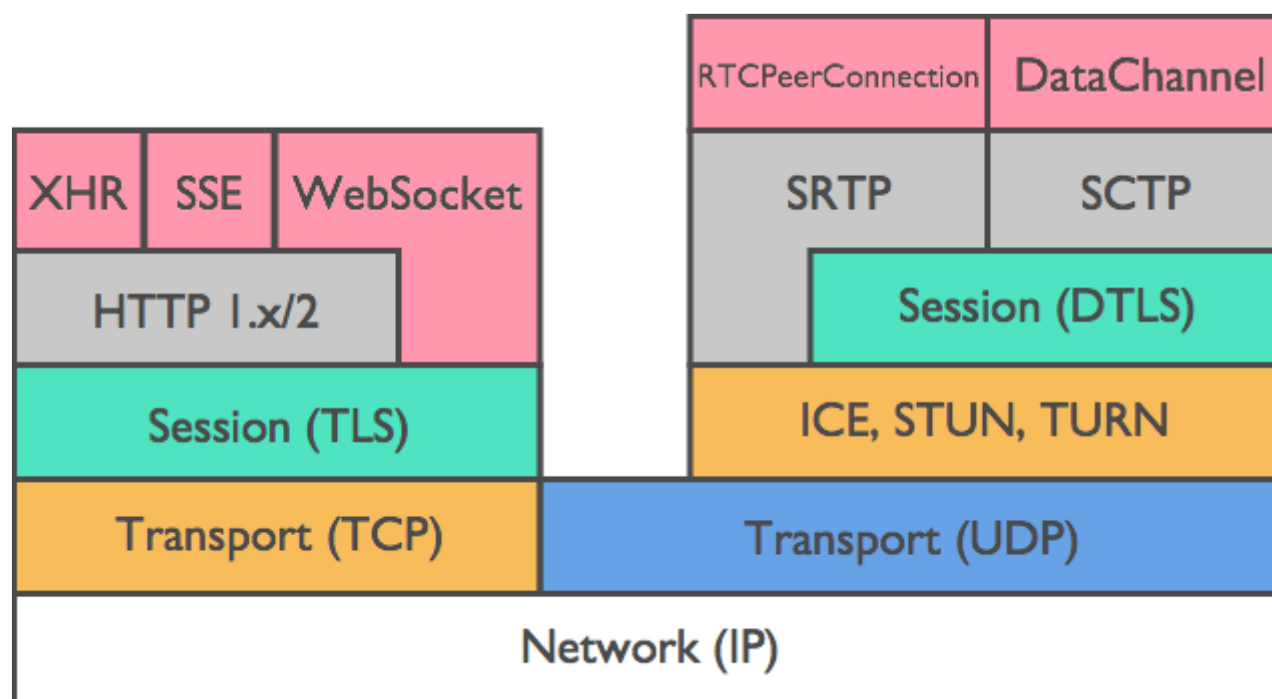 RTCPeerConnection
DataChannel
XHR
SSE
WebSocket
SRTP
SCTP
HTTP 1.x/2
Session (DTLS)
Session (TLS)
ICE, STUN, TURN
Transport (TCP)
Transport (UDP)
Network (IP)